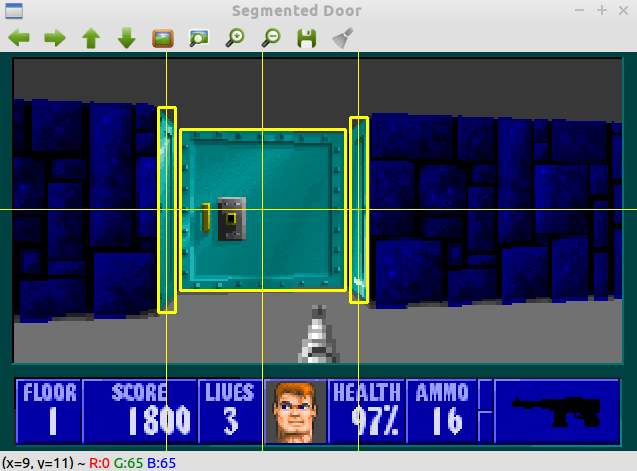 Segmented Door
FLOOR SCORE LIVES HEALTH AMMO
1 1800 3 97% 16
(x=9, y=11) ~ R:0 G:65 B:65